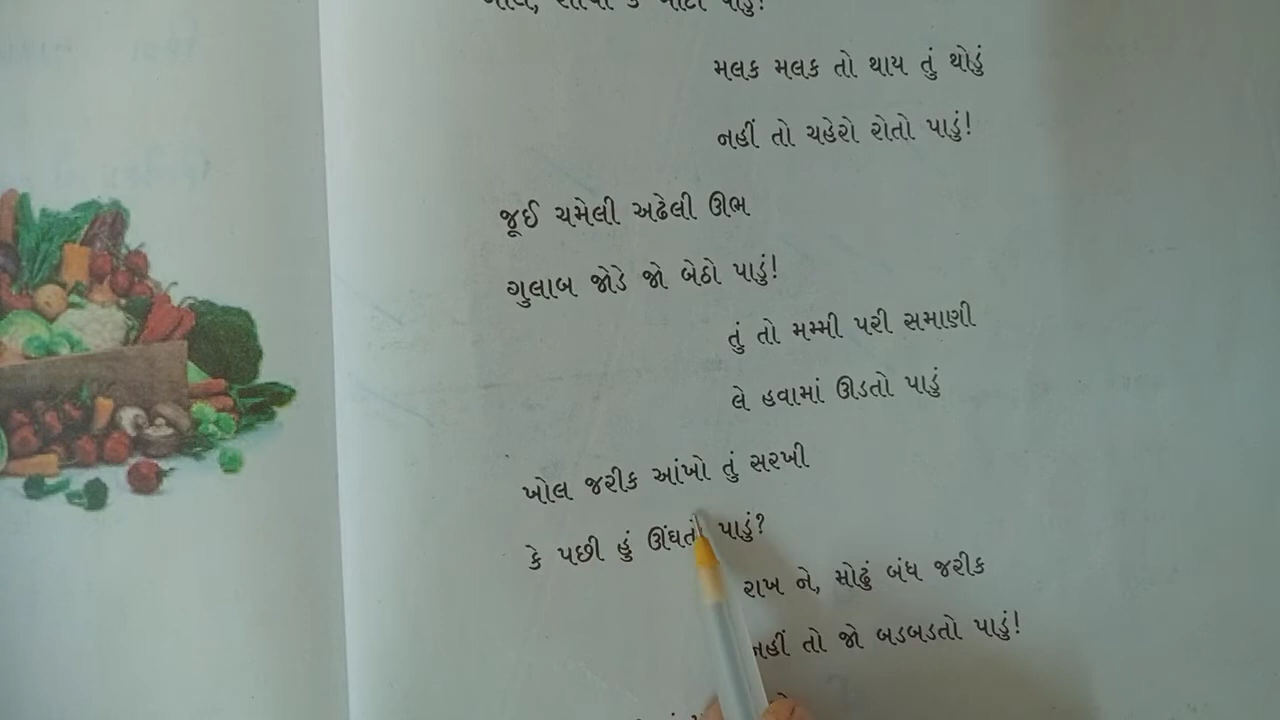 મલક મલક તો થાય તું થોડું
નહીં તો ચહેરો રોતો પાડું!
જૂઈ ચમેલી અઢેલી ઊભ
ગુલાબ જોડે જો બેઠો પાડું!
તું તો મમ્મી પરી સમાણી
લે હવામાં ઊડતો પાડું
ખોલ જરીક આંખો તું સરખી
કે પછી હું ઊંઘતો પાડું?
રાખ ને, મોઢું બંધ જરીક
નહીં તો જો બડબડતો પાડું!